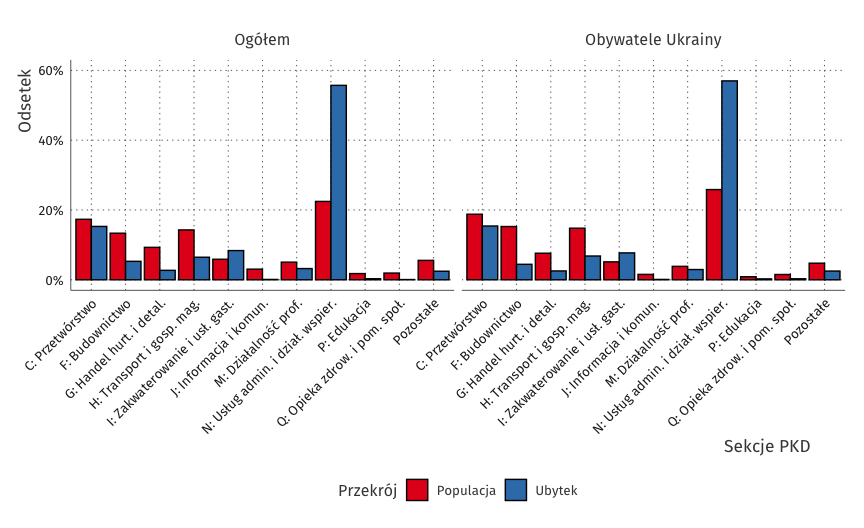 Ogółem
Obywatele Ukrainy
Odsetek
60%
40%
20%
0%
C: Przetwórstwo
F: Budownictwo
G: Handel hurt. i detal.
H: Transport i gosp. mag.
I: Zakwaterowanie i usł. gast.
J: Informacja i komun.
M: Działalność prof.
N: Usług admin. i dział. wspier.
P: Edukacja
Q: Opieka zdrow. i pom. społ.
Pozostałe
C: Przetwórstwo
F: Budownictwo
G: Handel hurt. i detal.
H: Transport i gosp. mag.
I: Zakwaterowanie i usł. gast.
J: Informacja i komun.
M: Działalność prof.
N: Usług admin. i dział. wspier.
P: Edukacja
Q: Opieka zdrow. i pom. społ.
Pozostałe
Sekcje PKD
Przekrój Populacja Ubytek